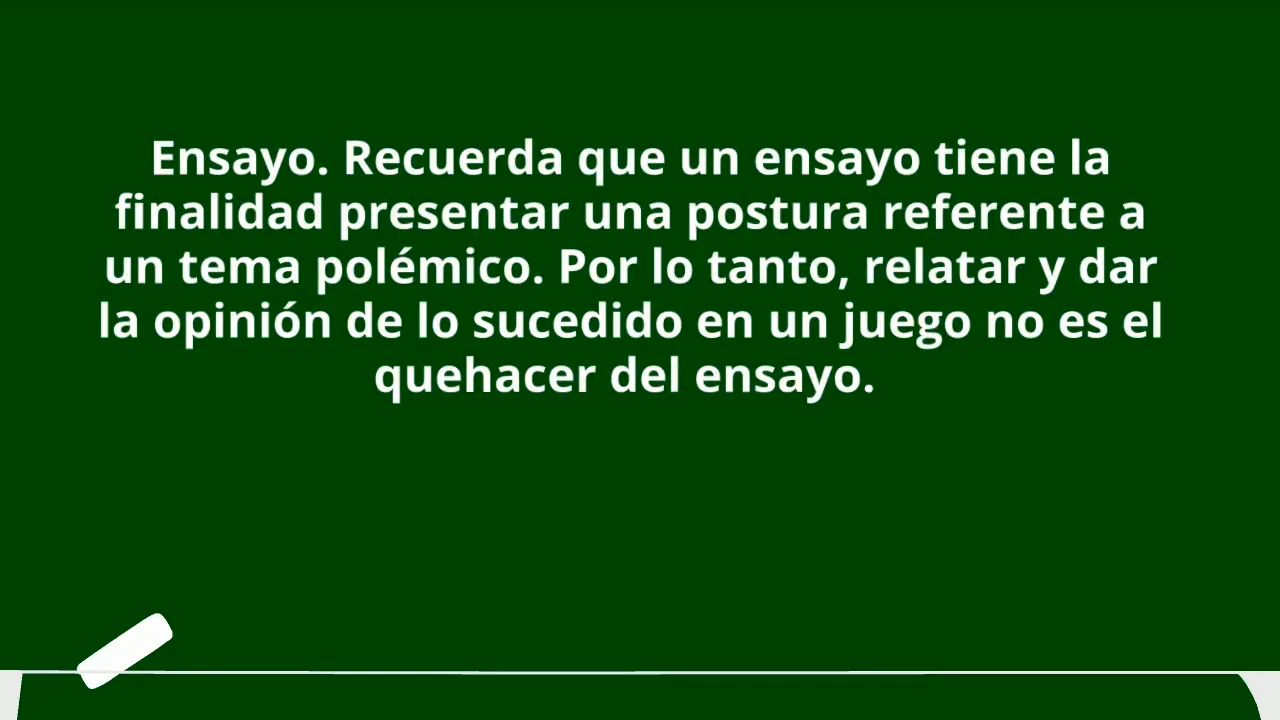 Ensayo. Recuerda que un ensayo tiene la
finalidad presentar una postura referente a
un tema polémico. Por lo tanto, relatar y dar
la opinión de lo sucedido en un juego no es el
quehacer del ensayo.